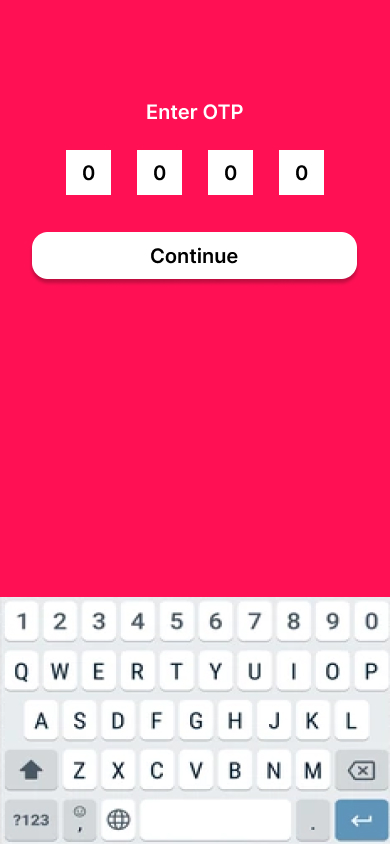 Enter OTP
0 0 0 0
Continue
1 2 3 4 5 6 7 8 9 0
Q W E R T Y U I O P
A S D F G H J K L
Z X C V B N M
?123 , .